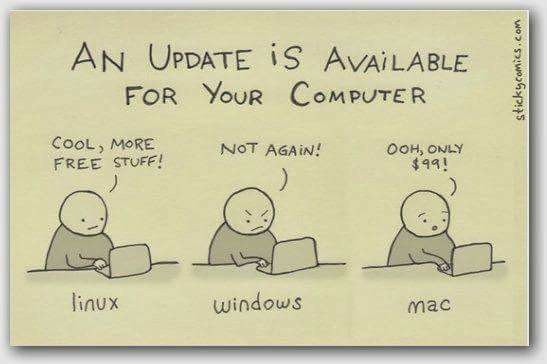 AN UPDATE iS AVAiLABLE
FOR YOUR COMPUTER
stickycomics.com
COOL, MORE
FREE STUFF!
NOT AGAiN!
OOH, ONLY
$99!
linux
windows
mac